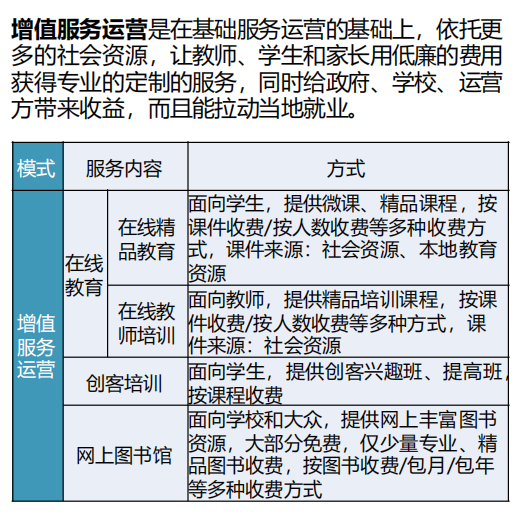 增值服务运营是在基础服务运营的基础上，依托更
多的社会资源，让教师、学生和家长用低廉的费用
获得专业的定制的服务，同时给政府、学校、运营
方带来收益，而且能拉动当地就业。
模式
服务内容
方式
增值
服务
运营
在线
教育
在线精
品教育
面向学生，提供微课、精品课程，按
课件收费/按人数收费等多种收费方
式，课件来源：社会资源、本地教育
资源
在线教
师培训
面向教师，提供精品培训课程，按课
件收费/按人数收费等多种方式，课
件来源：社会资源
创客培训
面向学生，提供创客兴趣班、提高班，
按课程收费
网上图书馆
面向学校和大众，提供网上丰富图书
资源，大部分免费，仅少量专业、精
品图书收费，按图书收费/包月/包年
等多种收费方式